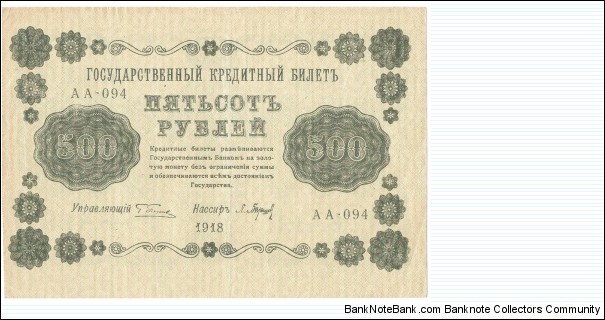 ГОСУДАРСТВЕННЫЙ КРЕДИТНЫЙ БИЛЕТЪ
АА-094
ПЯТЬСОТЪ
РУБЛЕЙ
500
500
Кредитные билеты размѣниваются
Государственнымъ Банкомъ на золо-
тую монету безъ ограниченія суммы
и обезпечиваются всѣмъ достояніемъ
Государства.
Управляющій
Кассиръ
АА-094
1918
www.BanknoteBank.com Banknote Collectors Community